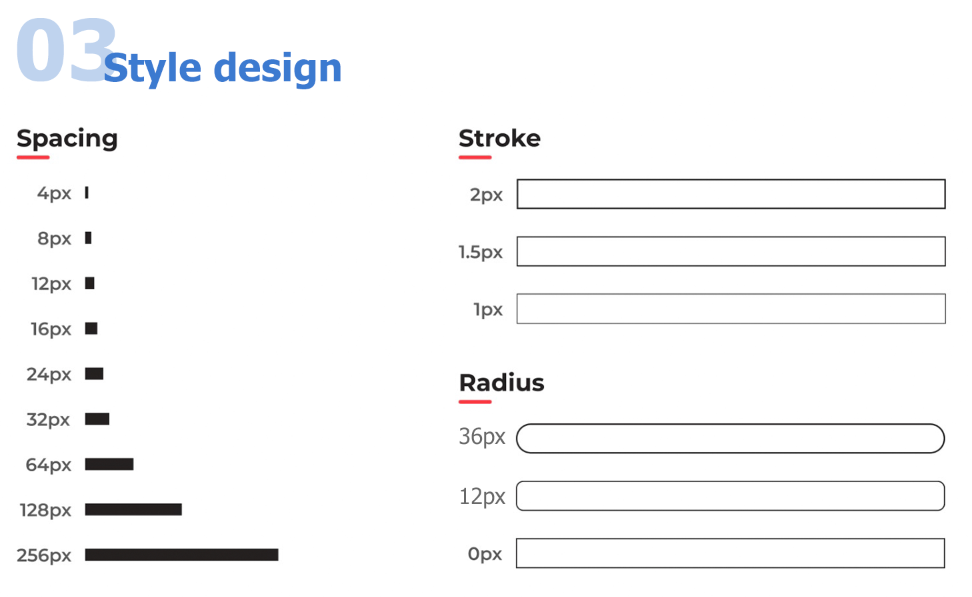 03
Style design
Spacing
4px
8px
12px
16px
24px
32px
64px
128px
256px
Stroke
2px
1.5px
1px
Radius
36px
12px
0px